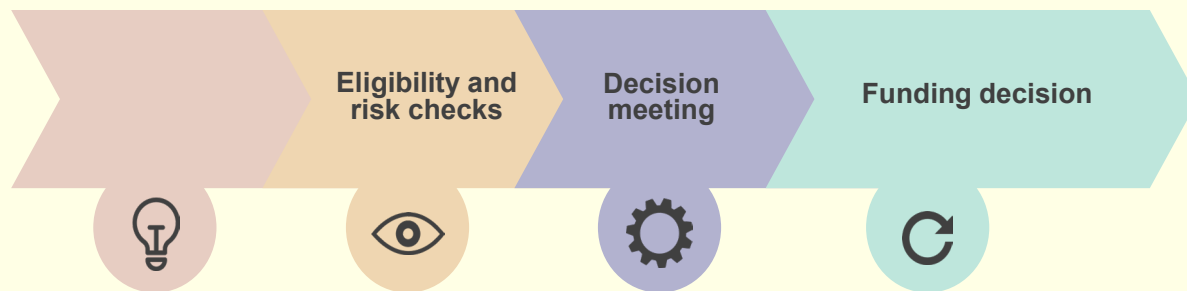 Eligibility and
risk checks
Decision
meeting
Funding decision